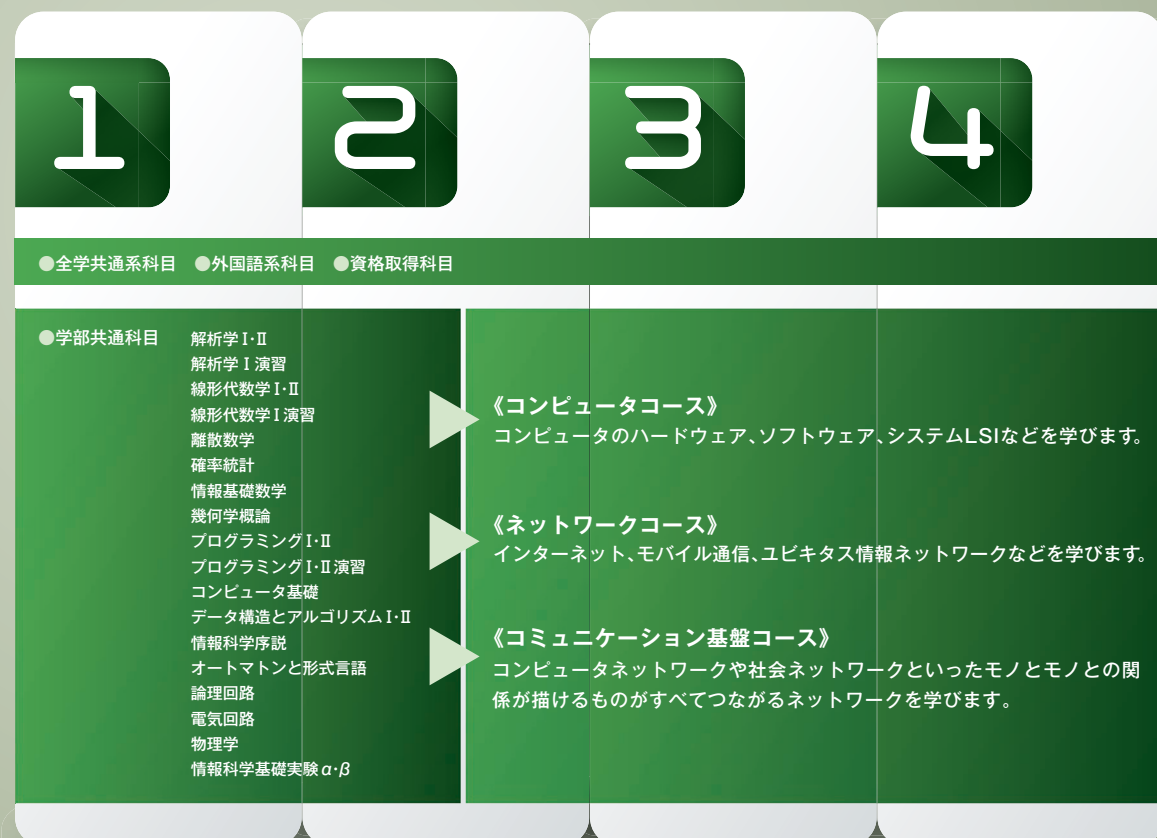 1
2
3
4
●全学共通系科目 ●外国語系科目 ●資格取得科目
●学部共通科目
解析学Ⅰ・Ⅱ
解析学Ⅰ演習
線形代数学Ⅰ・Ⅱ
線形代数学Ⅰ演習
離散数学
確率統計
情報基礎数学
幾何学概論
プログラミングⅠ・Ⅱ
プログラミングⅠ・Ⅱ演習
コンピュータ基礎
データ構造とアルゴリズムⅠ・Ⅱ
情報科学序説
オートマトンと形式言語
論理回路
電気回路
物理学
情報科学基礎実験α・β
《コンピュータコース》
コンピュータのハードウェア、ソフトウェア、システムLSIなどを学びます。
《ネットワークコース》
インターネット、モバイル通信、ユビキタス情報ネットワークなどを学びます。
《コミュニケーション基盤コース》
コンピュータネットワークや社会ネットワークといったモノとモノとの関
係が描けるものがすべてつながるネットワークを学びます。